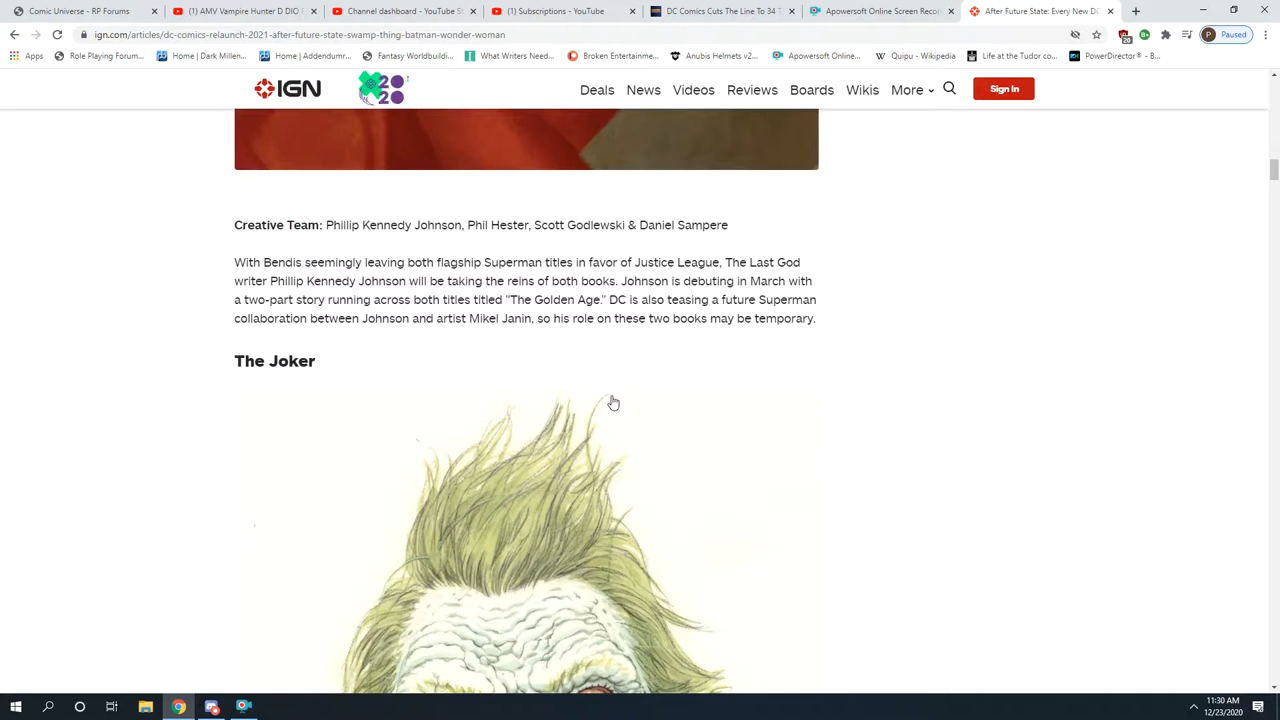 Comic Universe - RP Forums
(1) AMV Vampire Hunter D DIO F
Channel dashboard - YouTube St
(1) Subscriptions - YouTube
DC Comics Cuts The Line To 34 T
Apowersoft Online Screen Recor
After Future State: Every New DC
ign.com/articles/dc-comics-relaunch-2021-after-future-state-swamp-thing-batman-wonder-woman
20
P Paused
Apps
Role Playing Forum...
Home | Dark Millen...
Home | Addendumr...
Fantasy Worldbuildi...
What Writers Need...
Broken Entertainme...
Anubis Helmets v2...
Apowersoft Online...
Quipu - Wikipedia
Life at the Tudor co...
PowerDirector® - B...
IGN
2020
Deals News Videos Reviews Boards Wikis More
Sign In
Creative Team: Phillip Kennedy Johnson, Phil Hester, Scott Godlewski & Daniel Sampere
With Bendis seemingly leaving both flagship Superman titles in favor of Justice League, The Last God
writer Phillip Kennedy Johnson will be taking the reins of both books. Johnson is debuting in March with
a two-part story running across both titles titled "The Golden Age." DC is also teasing a future Superman
collaboration between Johnson and artist Mikel Janin, so his role on these two books may be temporary.
The Joker
11:30 AM
12/23/2020